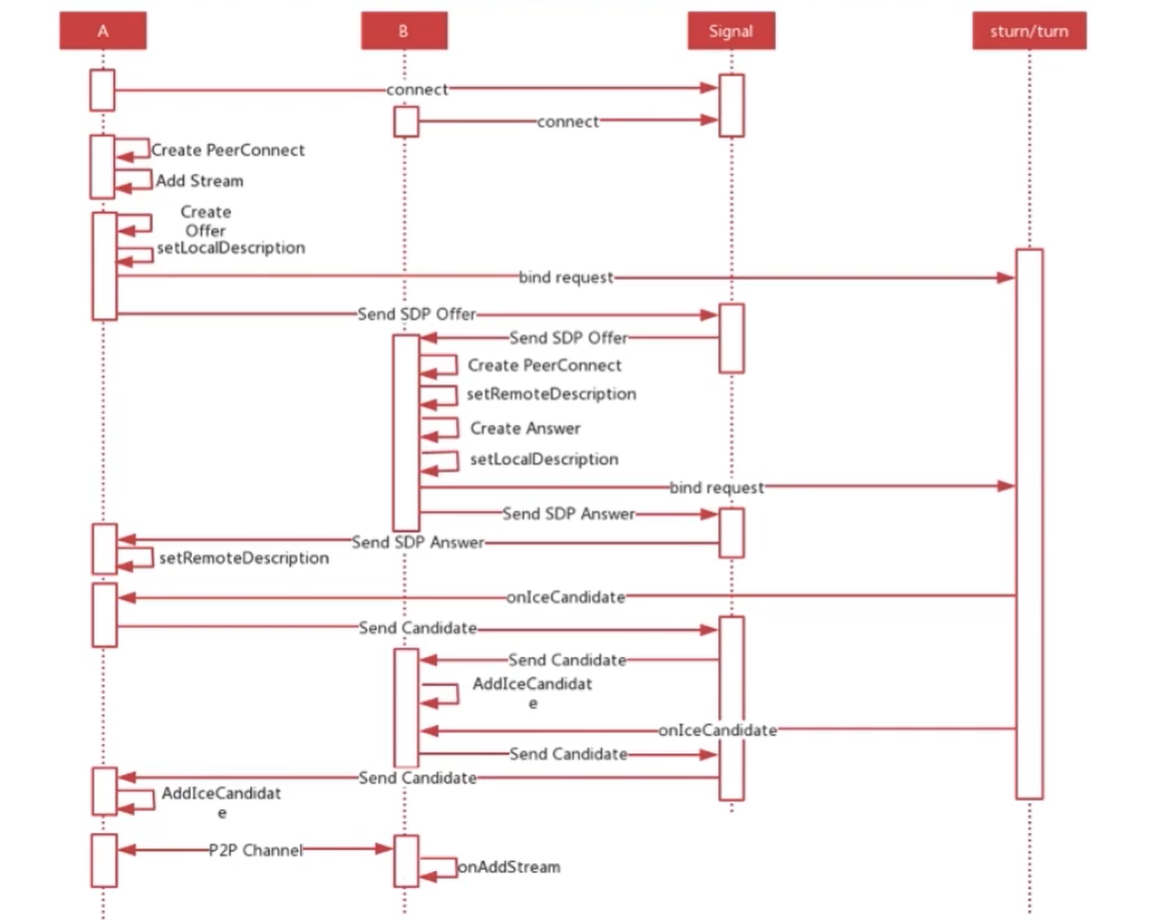 A
B
Signal
sturn/turn
connect
connect
Create PeerConnect
Add Stream
Create
Offer
setLocalDescription
bind request
Send SDP Offer
Send SDP Offer
Create PeerConnect
setRemoteDescription
Create Answer
setLocalDescription
bind request
Send SDP Answer
Send SDP Answer
setRemoteDescription
onIceCandidate
Send Candidate
Send Candidate
AddIceCandidat
e
onIceCandidate
Send Candidate
Send Candidate
AddIceCandidat
e
P2P Channel
onAddStream